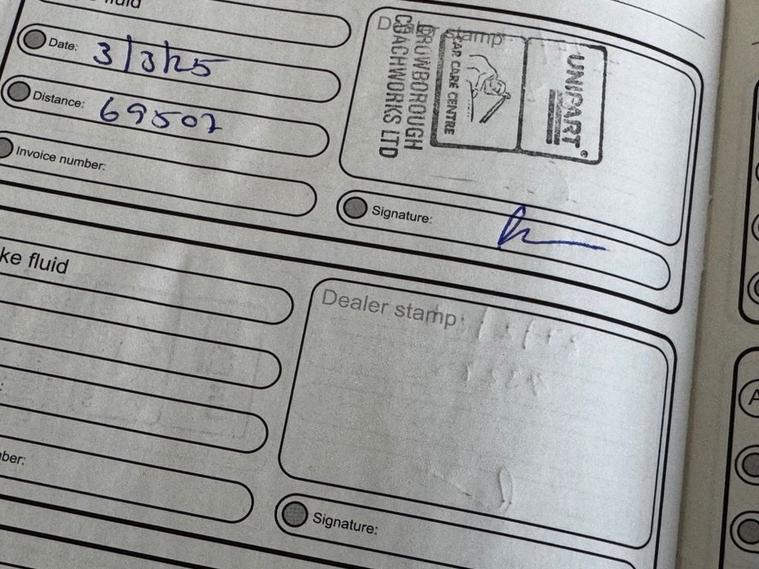 fluid
Date: 3/3/25
Distance: 69507
Invoice number:
Dealer stamp
UNIPART®
CAR CARE CENTRE
CROWBOROUGH
COACHWORKS LTD
Signature:
ke fluid
ber:
Dealer stamp
Signature:
A